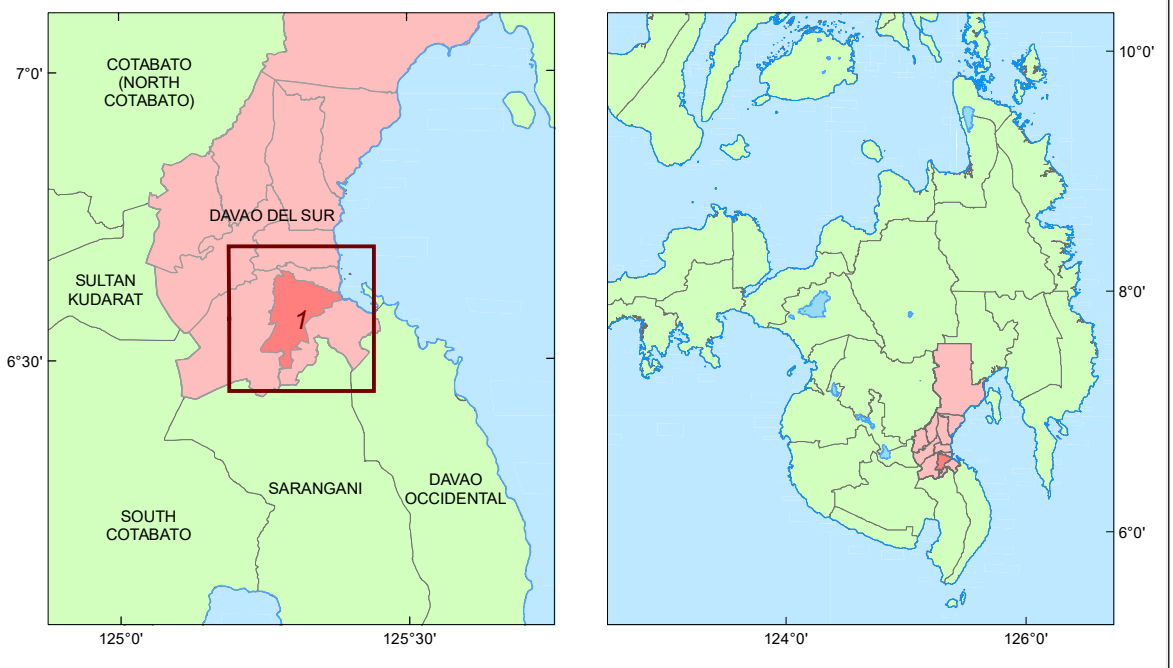 COTABATO
(NORTH
COTABATO)
7°0'
DAVAO DEL SUR
SULTAN
KUDARAT
1
6°30'
SARANGANI
DAVAO
OCCIDENTAL
SOUTH
COTABATO
125°0'
125°30'
10°0'
8°0'
6°0'
124°0'
126°0'